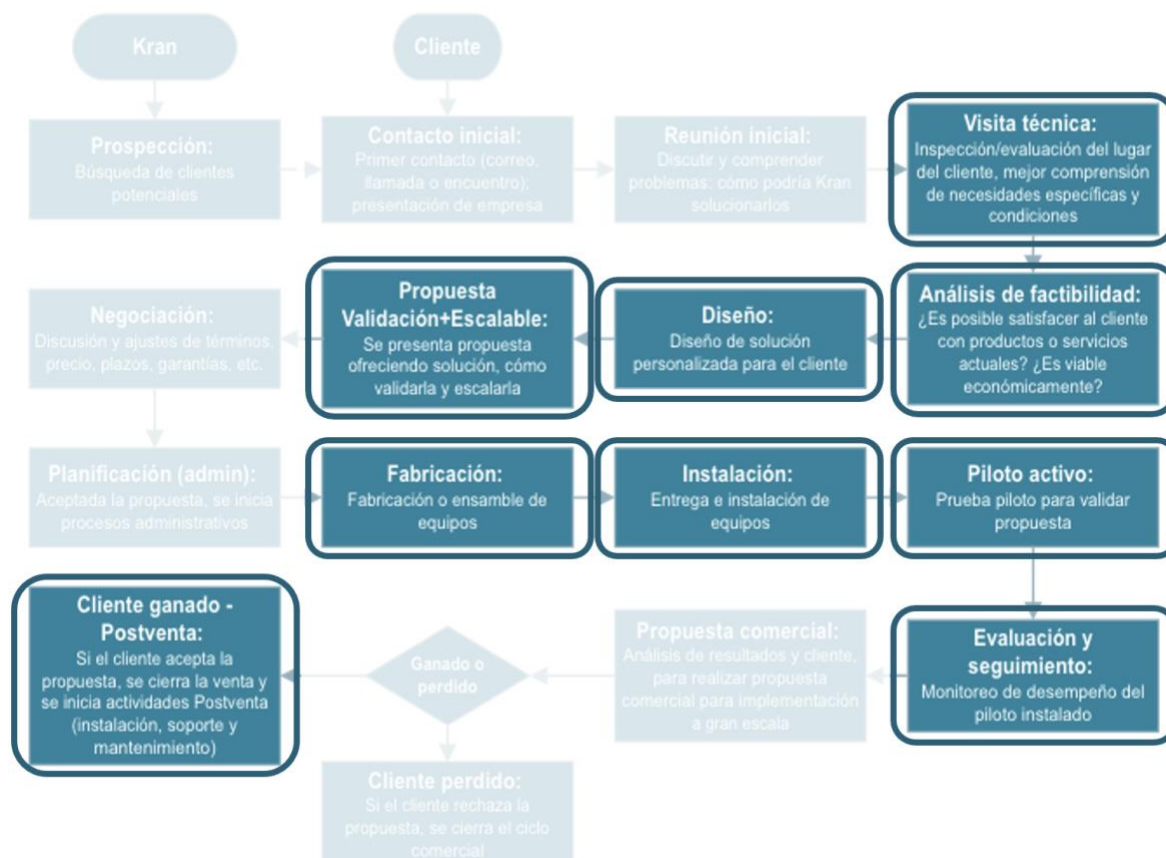 Kran
Cliente
Prospección:
Búsqueda de clientes
potenciales
Contacto inicial:
Primer contacto (correo,
llamada o encuentro);
presentación de empresa
Reunión inicial:
Discutir y comprender
problemas: cómo podría Kran
solucionarlos
Visita técnica:
Inspección/evaluación del lugar
del cliente, mejor comprensión
de necesidades específicas y
condiciones
Negociación:
Discusión y ajustes de términos,
precio, plazos, garantías, etc.
Propuesta
Validación+Escalable:
Se presenta propuesta
ofreciendo solución, cómo
validarla y escalarla
Diseño:
Diseño de solución
personalizada para el cliente
Análisis de factibilidad:
¿Es posible satisfacer al cliente
con productos o servicios
actuales? ¿Es viable
económicamente?
Planificación (admin):
Aceptada la propuesta, se inicia
procesos administrativos
Fabricación:
Fabricación o ensamble de
equipos
Instalación:
Entrega e instalación de
equipos
Piloto activo:
Prueba piloto para validar
propuesta
Cliente ganado -
Postventa:
Si el cliente acepta la
propuesta, se cierra la venta y
se inicia actividades Postventa
(instalación, soporte y
mantenimiento)
Ganado o
perdido
Propuesta comercial:
Análisis de resultados y cliente,
para realizar propuesta
comercial para implementación
a gran escala
Evaluación y
seguimiento:
Monitoreo de desempeño del
piloto instalado
Cliente perdido:
Si el cliente rechaza la
propuesta, se cierra el ciclo
comercial